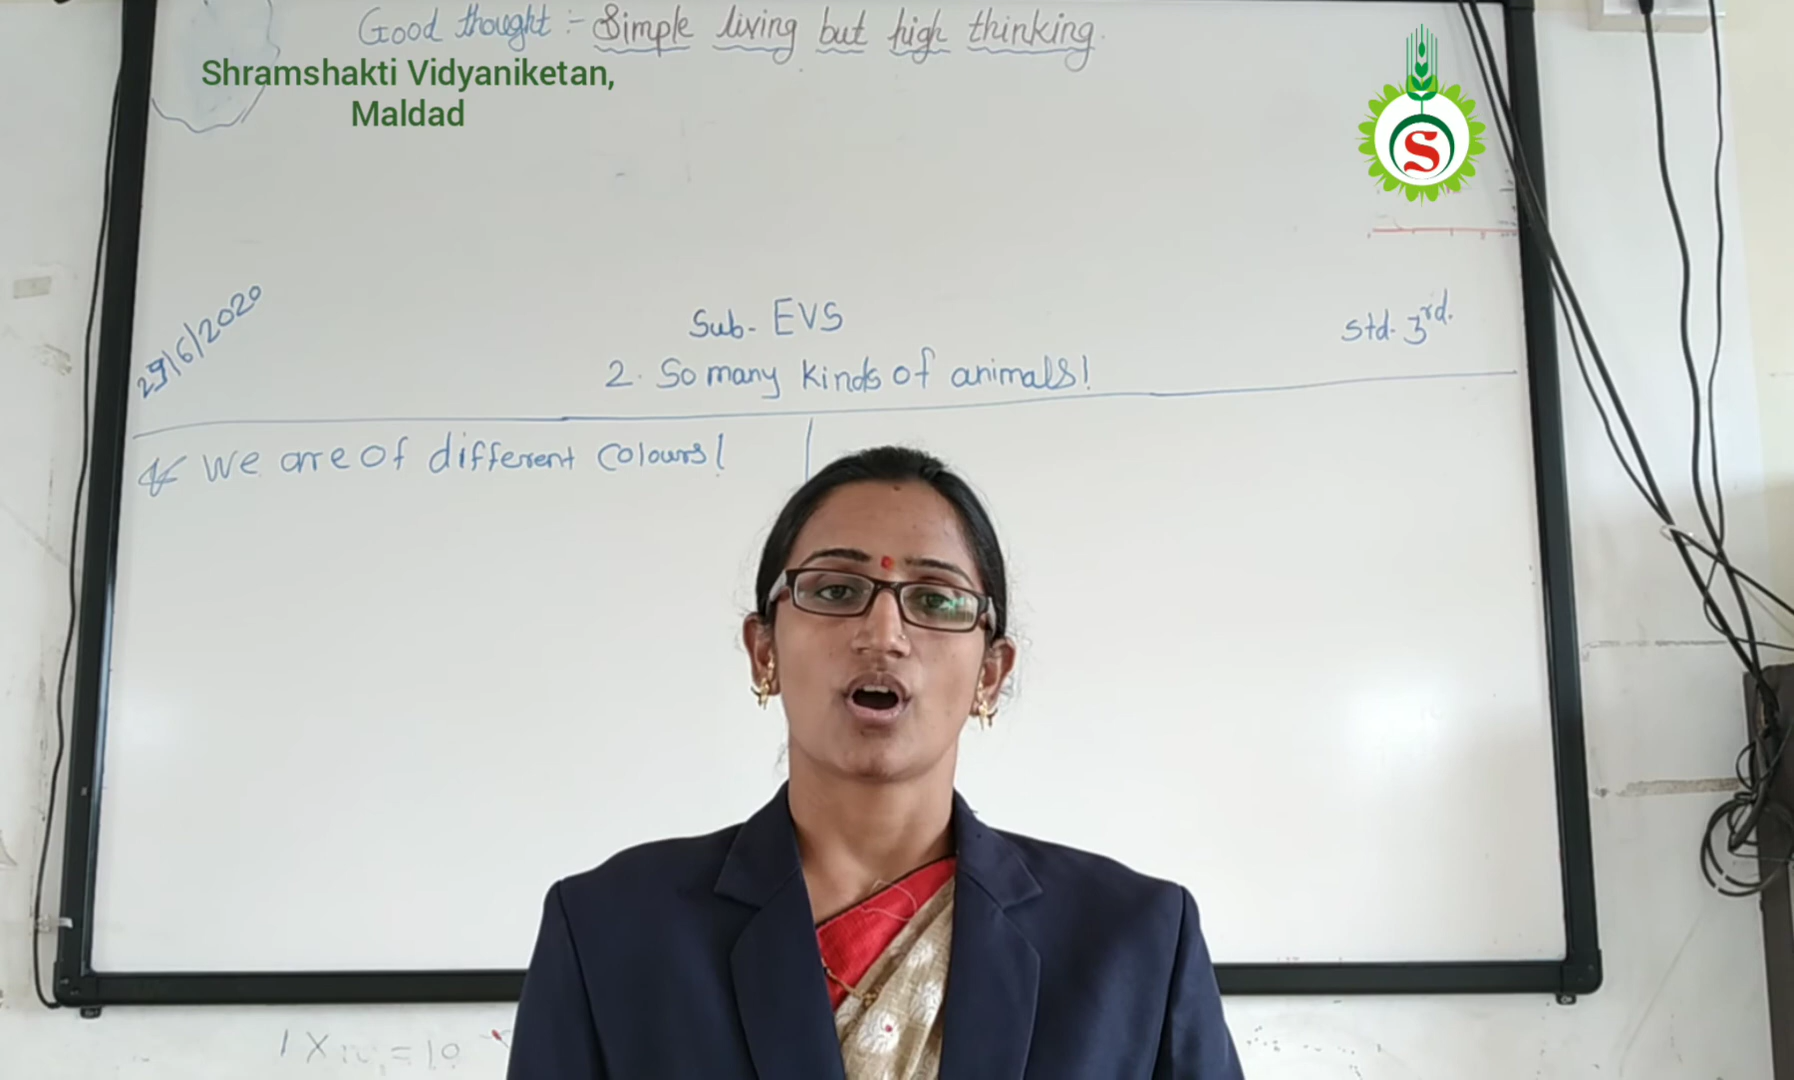 Good thought :- Simple living but high thinking.
Shramshakti Vidyaniketan,
Maldad
S
29/6/2020
Sub- EVS
Std. 3rd.
2. So many kinds of animals!
We are of different colours!